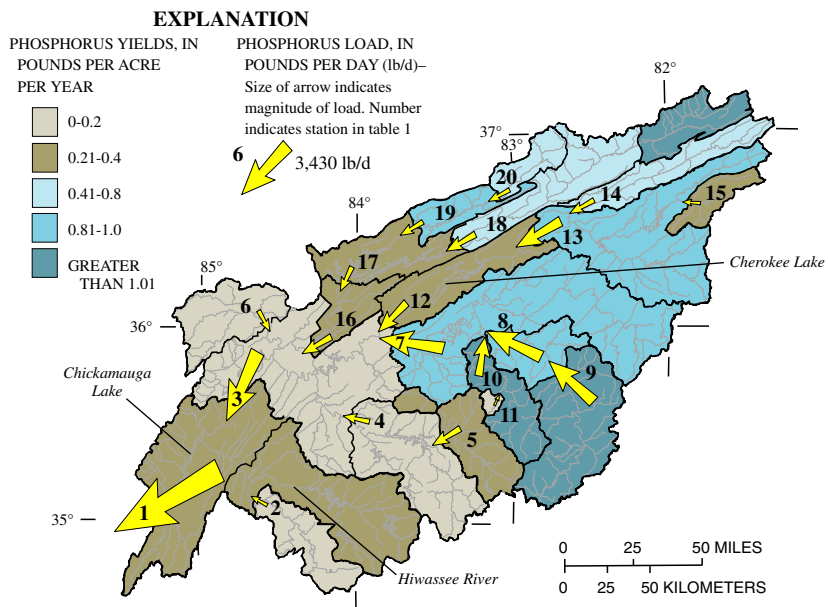 EXPLANATION
PHOSPHORUS YIELDS, IN
POUNDS PER ACRE
PER YEAR
0-0.2
0.21-0.4
0.41-0.8
0.81-1.0
GREATER
THAN 1.01
PHOSPHORUS LOAD, IN
POUNDS PER DAY (lb/d)–
Size of arrow indicates
magnitude of load. Number
indicates station in table 1
6
3,430 lb/d
82°
37°
83°
84°
85°
36°
35°
20
14
15
19
18
13
17
Cherokee Lake
6
12
16
8
7
9
3
10
Chickamauga
Lake
11
4
5
1
2
Hiwassee River
0 25 50 MILES
0 25 50 KILOMETERS